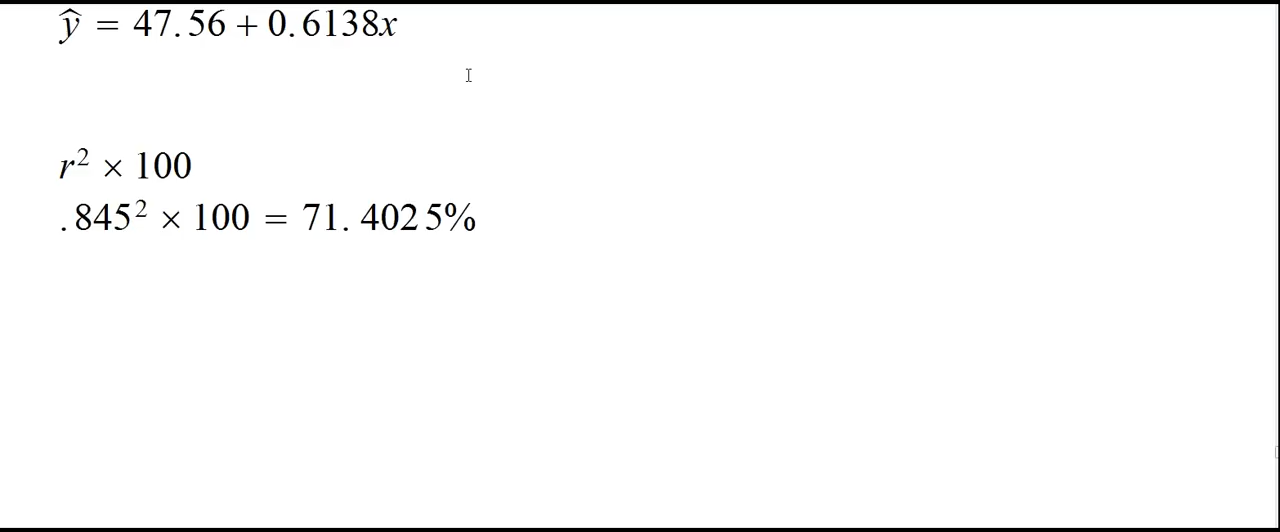 ŷ = 47.56 + 0.6138x
r² × 100
.845² × 100 = 71.4025%